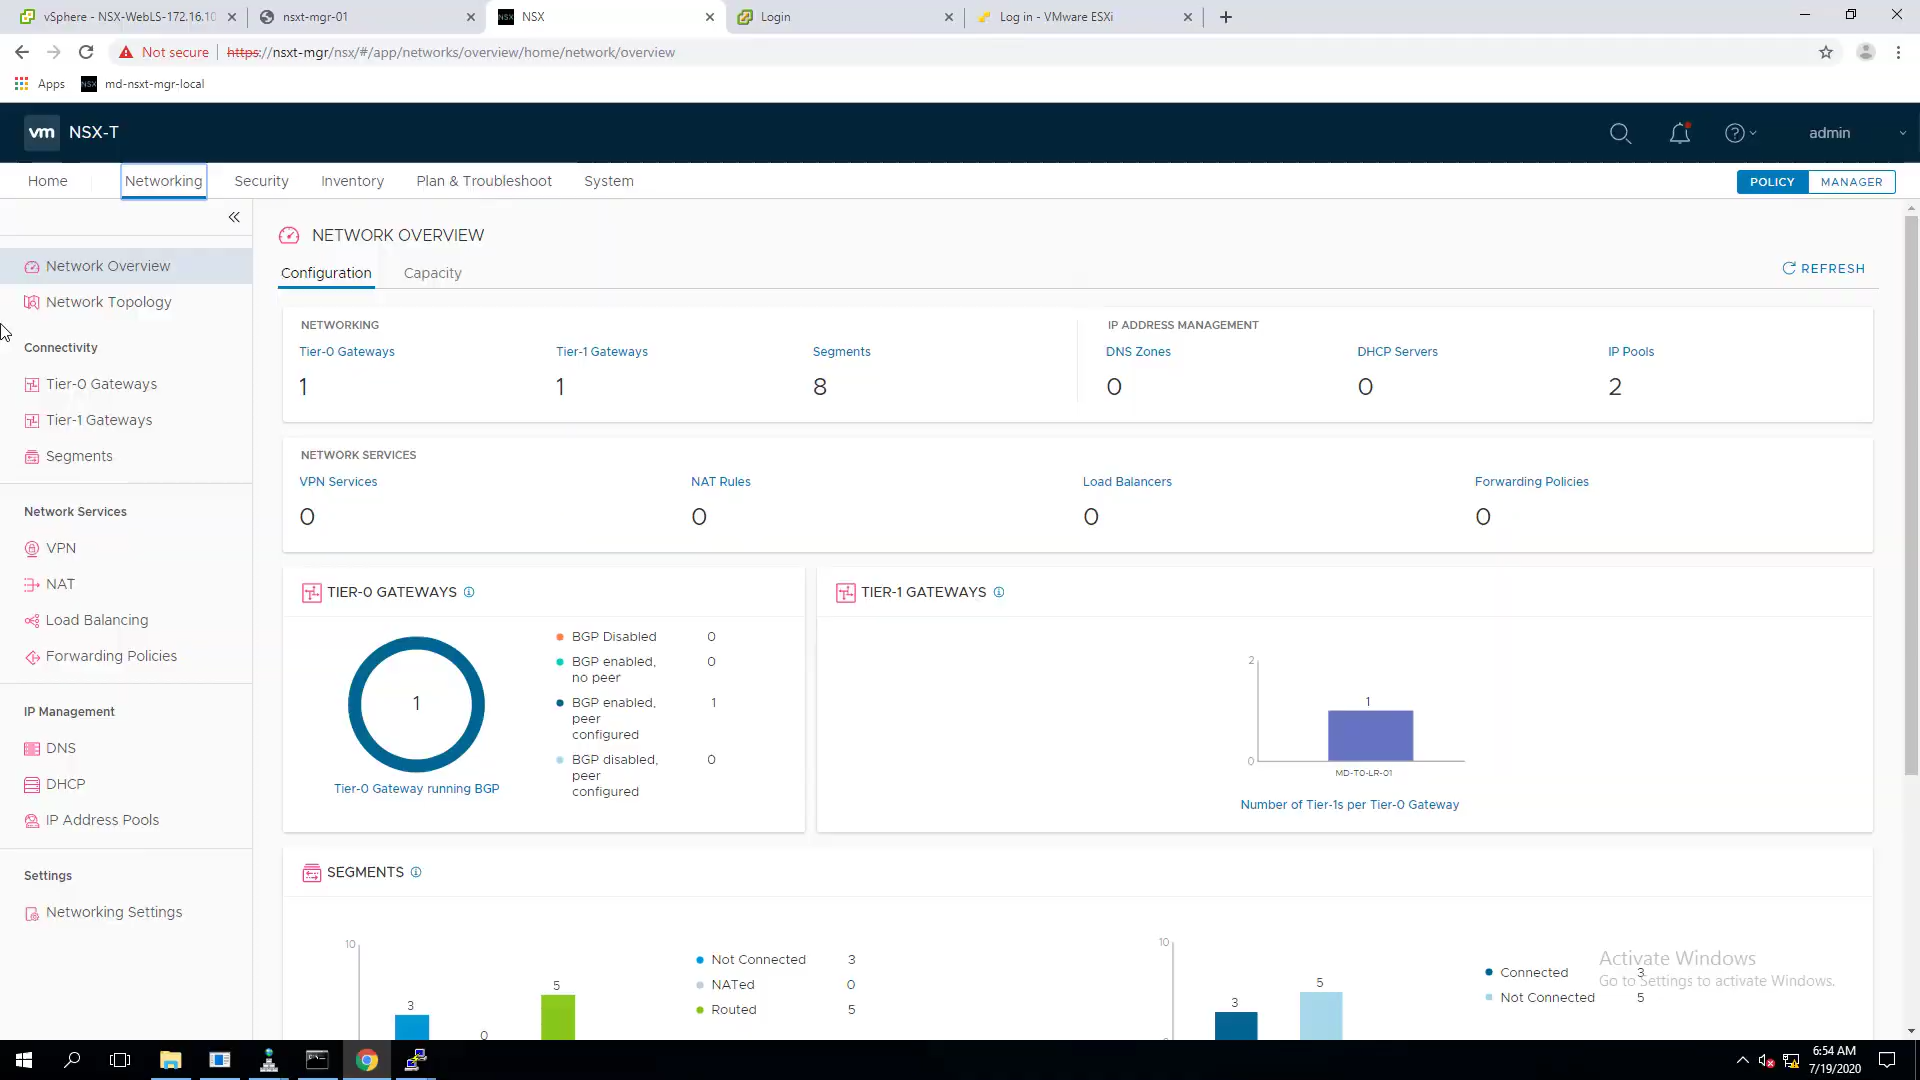 vSphere - NSX-WebLS-172.16.10
nsxt-mgr-01
NSX
Login
Log in - VMware ESXi
Not secure
https://nsxt-mgr/nsx/#/app/networks/overview/home/network/overview
Apps
NSX
md-nsxt-mgr-local
vm
NSX-T
admin
Home
Networking
Security
Inventory
Plan & Troubleshoot
System
POLICY
MANAGER
Network Overview
Network Topology
Connectivity
Tier-0 Gateways
Tier-1 Gateways
Segments
Network Services
VPN
NAT
Load Balancing
Forwarding Policies
IP Management
DNS
DHCP
IP Address Pools
Settings
Networking Settings
NETWORK OVERVIEW
Configuration
Capacity
REFRESH
NETWORKING
Tier-0 Gateways
Tier-1 Gateways
Segments
1
1
8
IP ADDRESS MANAGEMENT
DNS Zones
DHCP Servers
IP Pools
0
0
2
NETWORK SERVICES
VPN Services
NAT Rules
Load Balancers
Forwarding Policies
0
0
0
0
TIER-0 GATEWAYS
1
Tier-0 Gateway running BGP
BGP Disabled 0
BGP enabled, 0
no peer
BGP enabled, 1
peer
configured
BGP disabled, 0
peer
configured
TIER-1 GATEWAYS
2
1
0
MD-T0-LR-01
Number of Tier-1s per Tier-0 Gateway
SEGMENTS
10
3
0
5
Not Connected 3
NATed 0
Routed 5
10
3
5
Connected 3
Not Connected 5
Activate Windows
Go to Settings to activate Windows.
6:54 AM
7/19/2020